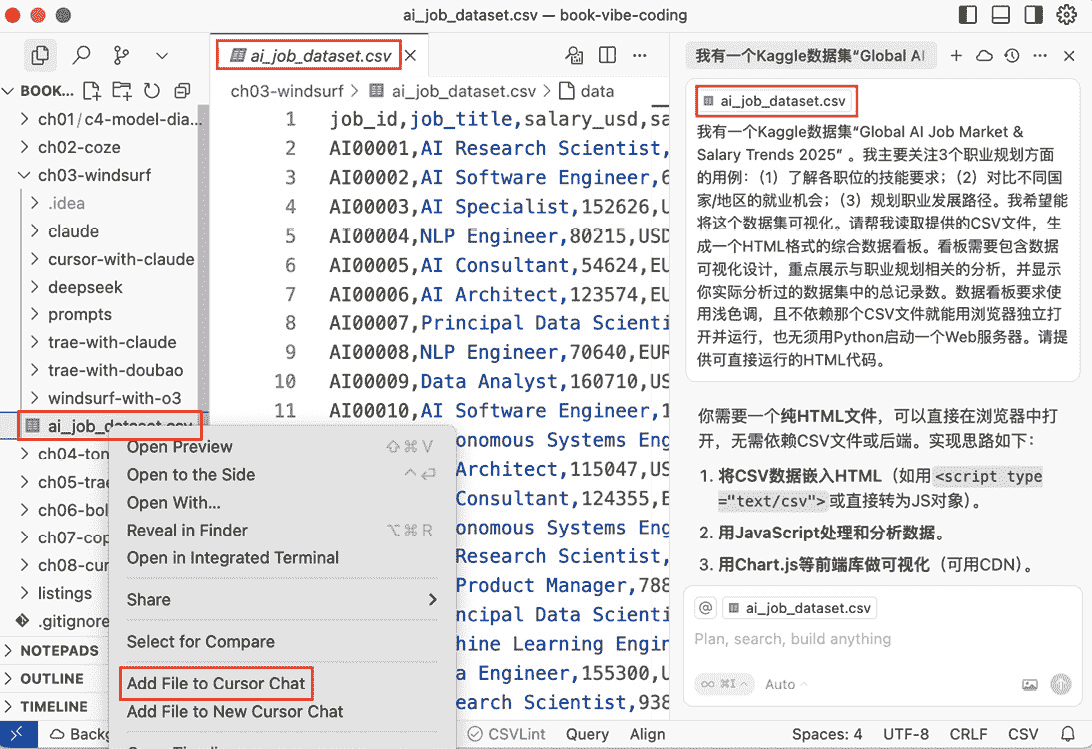 ai_job_dataset.csv — book-vibe-coding
BOOK...
ch01/c4-model-dia...
ch02-coze
ch03-windsurf
.idea
claude
cursor-with-claude
deepseek
prompts
trae-with-claude
trae-with-doubao
windsurf-with-o3
ai_job_dataset.csv
ch04-ton
ch05-trae
ch06-bol
ch07-cop
ch08-cur
listings
.gitignore
NOTEPADS
OUTLINE
TIMELINE
Open Preview ⇧⌘V
Open to the Side ^⏎
Open With...
Reveal in Finder ⌥⌘R
Open in Integrated Terminal
Share
Select for Compare
Add File to Cursor Chat
Add File to New Cursor Chat
ai_job_dataset.csv
ch03-windsurf > ai_job_dataset.csv > data
1 job_id,job_title,salary_usd,sa
2 AI00001,AI Research Scientist,
3 AI00002,AI Software Engineer,6
4 AI00003,AI Specialist,152626,U
5 AI00004,NLP Engineer,80215,USD
6 AI00005,AI Consultant,54624,EU
7 AI00006,AI Architect,123574,EU
8 AI00007,Principal Data Scienti
9 AI00008,NLP Engineer,70640,EUR
10 AI00009,Data Analyst,160710,US
11 AI00010,AI Software Engineer,1
onomous Systems Eng
Architect,115047,US
Consultant,124355,E
onomous Systems Eng
Research Scientist,
Product Manager,788
ncipal Data Scienti
hine Learning Engin
a Engineer,155300,U
earch Scientist,938
我有一个Kaggle数据集“Global AI
ai_job_dataset.csv
我有一个Kaggle数据集“Global AI Job Market &
Salary Trends 2025” 。我主要关注3个职业规划方面
的用例：（1）了解各职位的技能要求；（2）对比不同国
家/地区的就业机会；（3）规划职业发展路径。我希望能
将这个数据集可视化。请帮我读取提供的CSV文件，生
成一个HTML格式的综合数据看板。看板需要包含数据
可视化设计，重点展示与职业规划相关的分析，并显示
你实际分析过的数据集中的总记录数。数据看板要求使
用浅色调，且不依赖那个CSV文件就能用浏览器独立打
开并运行，也无须用Python启动一个Web服务器。请提
供可直接运行的HTML代码。
你需要一个纯HTML文件，可以直接在浏览器中打
开，无需依赖CSV文件或后端。实现思路如下：
1. 将CSV数据嵌入HTML（如用<script type
="text/csv">或直接转为JS对象）。
2. 用JavaScript处理和分析数据。
3. 用Chart.js等前端库做可视化（可用CDN）。
@ ai_job_dataset.csv
Plan, search, build anything
∞ ⌘I Auto
Backg
CSVLint Query Align Spaces: 4 UTF-8 CRLF CSV